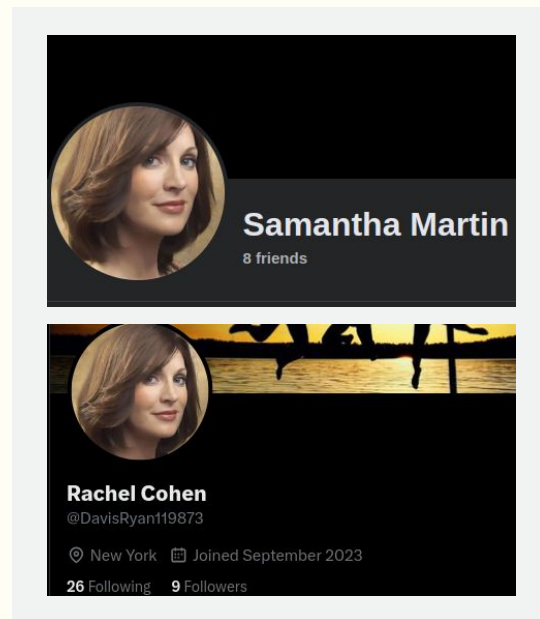 Samantha Martin
8 friends
Rachel Cohen
@DavisRyan119873
New York Joined September 2023
26 Following 9 Followers